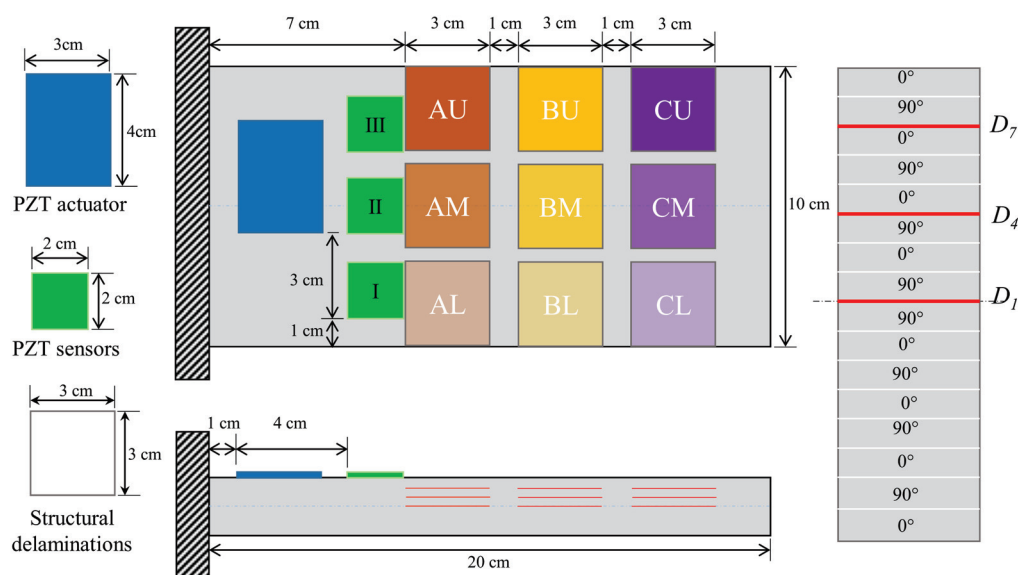 3cm
4cm
PZT actuator
2 cm
2 cm
PZT sensors
3 cm
3 cm
Structural
delaminations
7 cm
3 cm
1 cm
3 cm
1 cm
3 cm
III
AU
BU
CU
II
AM
BM
CM
10 cm
3 cm
I
AL
BL
CL
1 cm
1 cm
4 cm
20 cm
0°
90°
D7
0°
90°
0°
D4
90°
0°
90°
D1
90°
0°
90°
0°
90°
0°
90°
0°